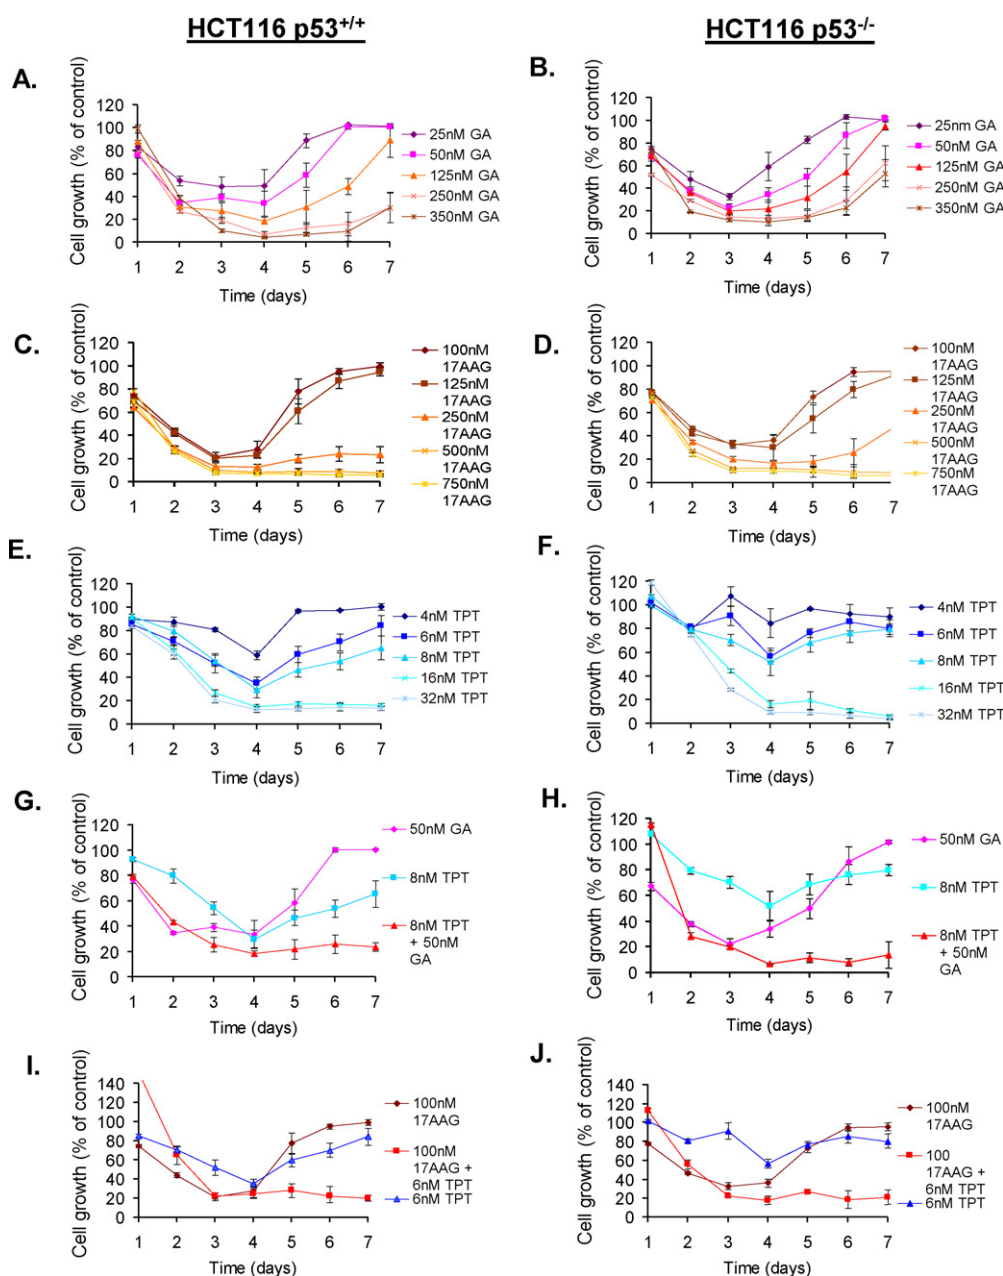 HCT116 p53+/+
HCT116 p53-/-
A.
Cell growth (% of control)
120
100
80
60
40
20
0
1 2 3 4 5 6 7
Time (days)
25nM GA
50nM GA
125nM GA
250nM GA
350nM GA
B.
Cell growth (% of control)
120
100
80
60
40
20
0
1 2 3 4 5 6 7
Time (days)
25nm GA
50nM GA
125nM GA
250nM GA
350nM GA
C.
Cell growth (% of control)
100
80
60
40
20
0
1 2 3 4 5 6 7
Time (days)
100nM
17AAG
125nM
17AAG
250nM
17AAG
500nM
17AAG
750nM
17AAG
D.
Cell growth (% of control)
100
80
60
40
20
0
1 2 3 4 5 6 7
Time (days)
100nM
17AAG
125nM
17AAG
250nM
17AAG
500nM
17AAG
750nM
17AAG
E.
Cell growth (% of control)
120
100
80
60
40
20
0
1 2 3 4 5 6 7
Time (days)
4nM TPT
6nM TPT
8nM TPT
16nM TPT
32nM TPT
F.
Cell growth (% of control)
120
100
80
60
40
20
0
1 2 3 4 5 6 7
Time (days)
4nM TPT
6nM TPT
8nM TPT
16nM TPT
32nM TPT
G.
Cell growth (% of control)
120
100
80
60
40
20
0
1 2 3 4 5 6 7
Time (days)
50nM GA
8nM TPT
8nM TPT
+ 50nM
GA
H.
Cell growth (% of control)
120
100
80
60
40
20
0
1 2 3 4 5 6 7
Time (days)
50nM GA
8nM TPT
8nM TPT
+ 50nM
GA
I.
Cell growth (% of control)
140
120
100
80
60
40
20
0
1 2 3 4 5 6 7
Time (days)
100nM
17AAG
100nM
17AAG +
6nM TPT
6nM TPT
J.
Cell growth (% of control)
140
120
100
80
60
40
20
0
1 2 3 4 5 6 7
Time (days)
100nM
17AAG
100
17AAG +
6nM TPT
6nM TPT